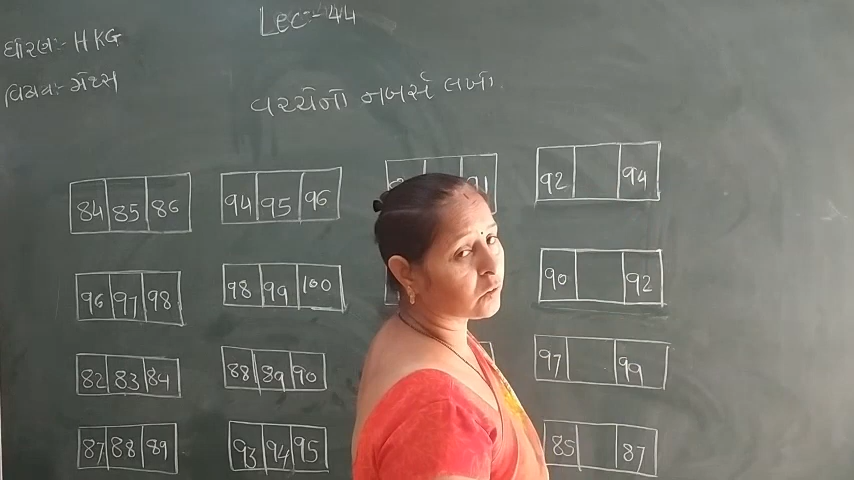 Lec:-44
ધોરણ:- HKG
વિષય:- મેથ્સ
વચ્ચેનો નંબર્સ લખો.
84 85 86 94 95 96 91 92 94
96 97 98 98 99 100 90 92
82 83 84 88 89 90 97 99
87 88 89 93 94 95 85 87